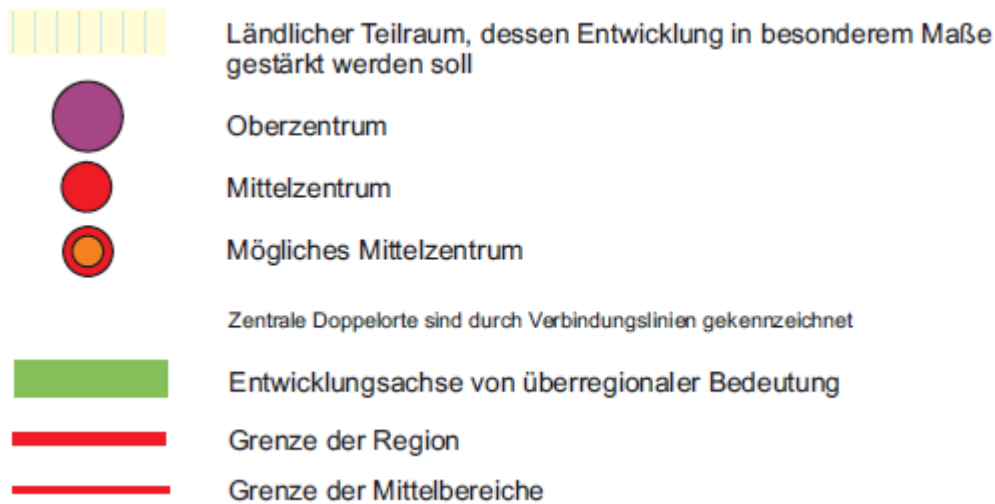 Ländlicher Teilraum, dessen Entwicklung in besonderem Maße
gestärkt werden soll
Oberzentrum
Mittelzentrum
Mögliches Mittelzentrum
Zentrale Doppelorte sind durch Verbindungslinien gekennzeichnet
Entwicklungsachse von überregionaler Bedeutung
Grenze der Region
Grenze der Mittelbereiche